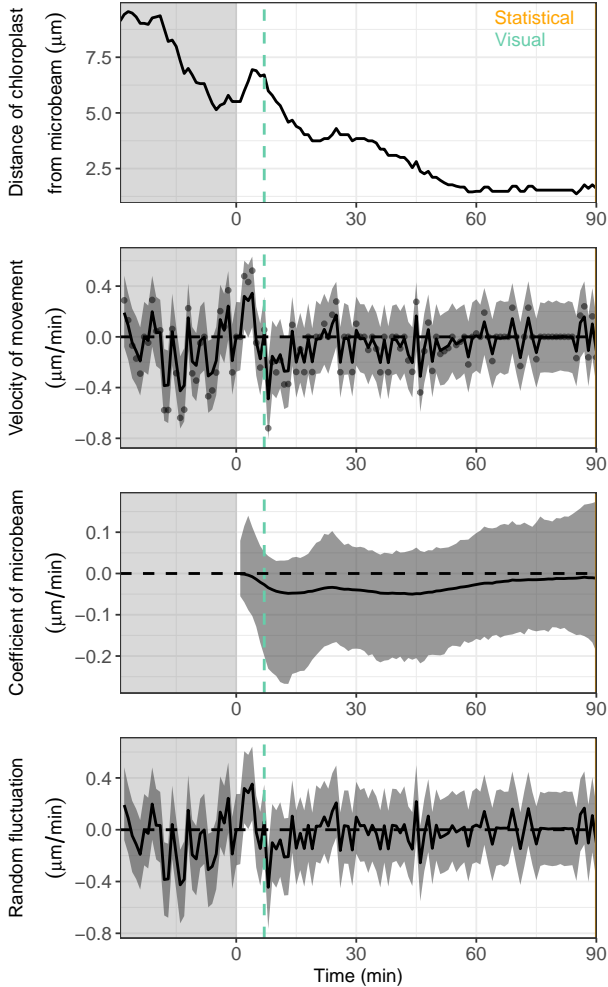 Statistical
Visual
Distance of chloroplast
from microbeam (μm)
7.5
5.0
2.5
0 30 60 90
Velocity of movement
(μm/min)
0.4
0.0
−0.4
−0.8
0 30 60 90
Coefficient of microbeam
(μm/min)
0.1
0.0
−0.1
−0.2
0 30 60 90
Random fluctuation
(μm/min)
0.4
0.0
−0.4
−0.8
0 30 60 90
Time (min)